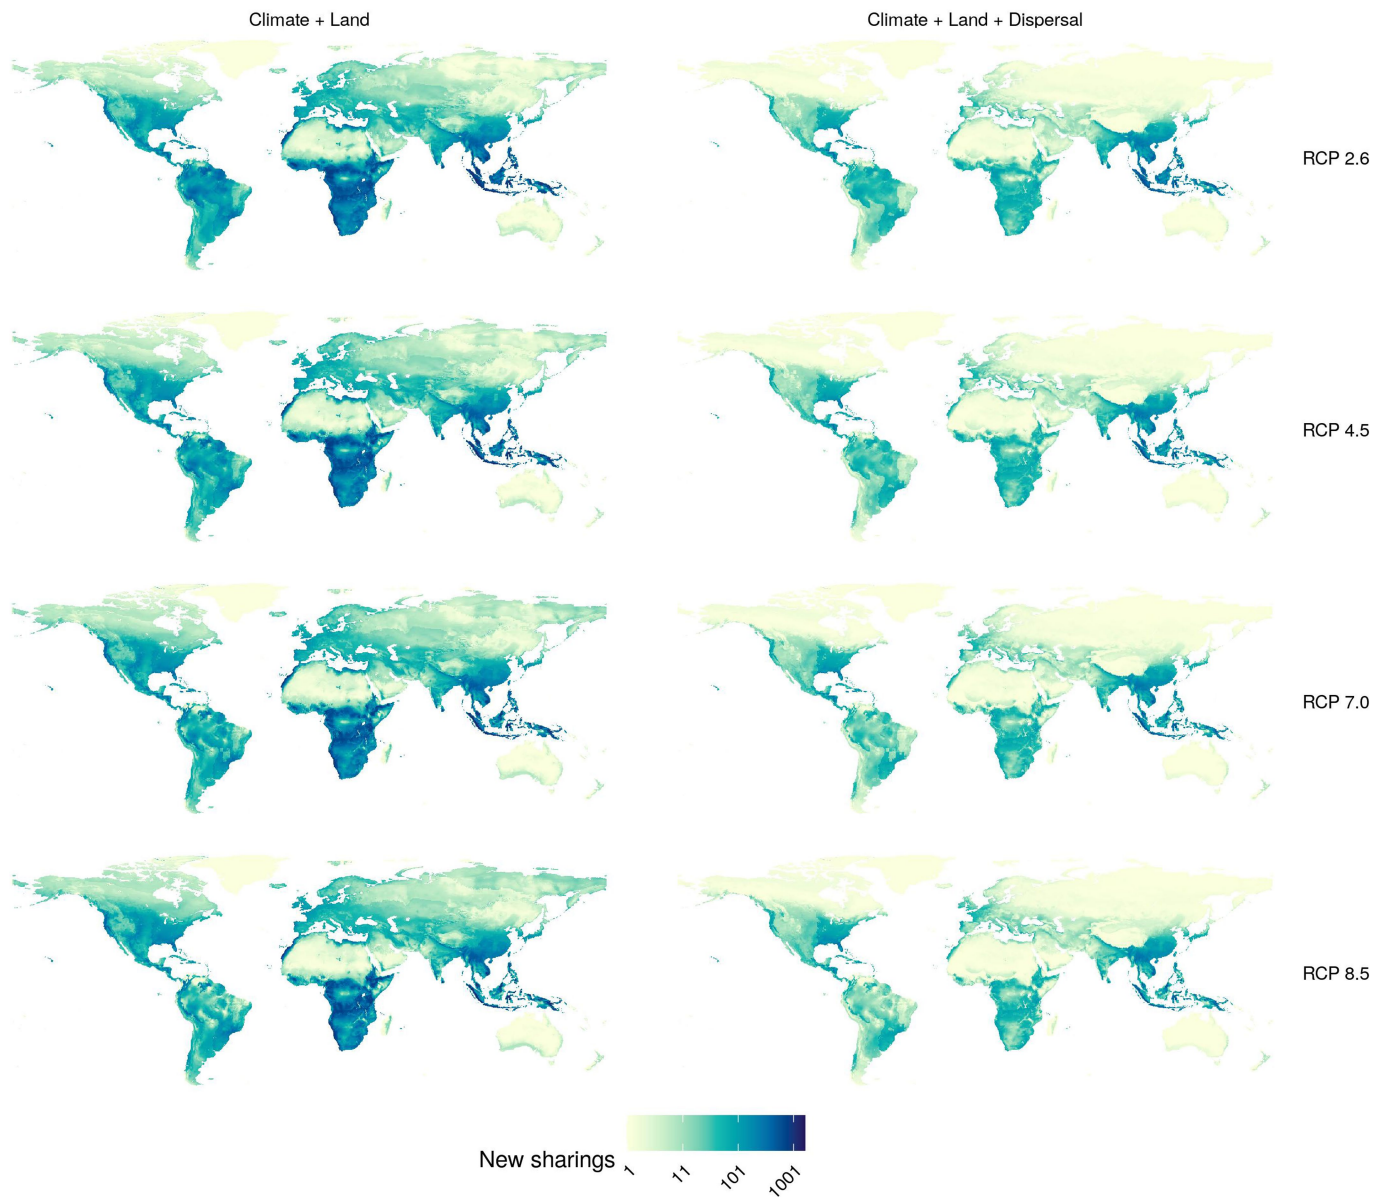 Climate + Land
Climate + Land + Dispersal
RCP 2.6
RCP 4.5
RCP 7.0
RCP 8.5
New sharings
1
11
101
1001